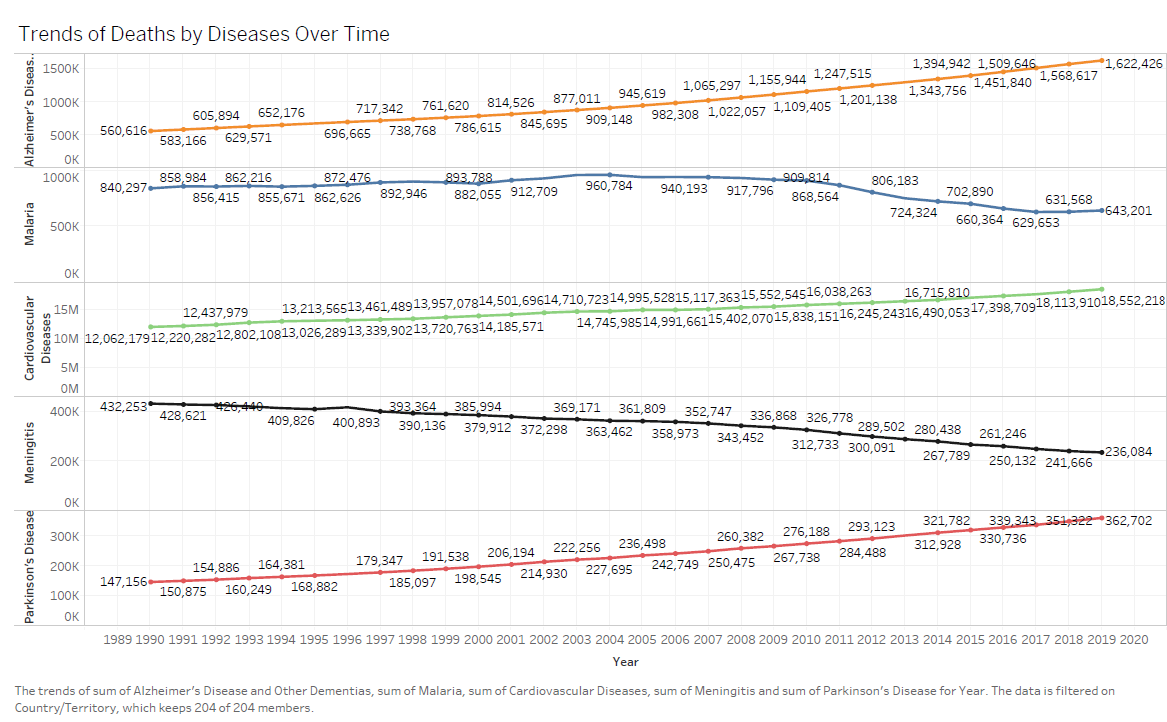 Trends of Deaths by Diseases Over Time
Alzheimer's Diseas..
1500K
1000K
500K
0K
1,394,942 1,509,646
1,622,426
1,155,944 1,247,515
1,568,617
1,065,297
1,451,840
945,619
1,343,756
877,011
1,201,138
761,620 814,526
1,109,405
717,342
1,022,057
605,894 652,176
982,308
909,148
845,695
560,616
786,615
738,768
696,665
583,166 629,571
Malaria
1000K
500K
0K
858,984 862,216 872,476 893,788 909,814
840,297
806,183
960,784 940,193 917,796
892,946 882,055 912,709
856,415 855,671 862,626
868,564
702,890
631,568
724,324
643,201
660,364 629,653
Cardiovascular
Diseases
15M
10M
5M
0M
12,437,979
13,213,565 13,461,489 13,957,078 14,501,696 14,710,723 14,995,528 15,117,363 15,552,545 16,038,263 16,715,810
18,113,910 18,552,218
12,062,179 12,220,282 12,802,108 13,026,289 13,339,902 13,720,763 14,185,571 14,745,985 14,991,661 15,402,070 15,838,151 16,245,243 16,490,053 17,398,709
Meningitis
400K
200K
0K
432,253
426,440
393,364 385,994 369,171 361,809 352,747 336,868 326,778
428,621 409,826 400,893 390,136 379,912 372,298 363,462 358,973 343,452 312,733 300,091
289,502 280,438 261,246
267,789 250,132 241,666
236,084
Parkinson's Disease
300K
200K
100K
0K
147,156
154,886 164,381 179,347 191,538 206,194 222,256 236,498 260,382 276,188 293,123 321,782 339,343 351,322
362,702
150,875 160,249 168,882 185,097 198,545 214,930 227,695 242,749 250,475 267,738 284,488 312,928 330,736
1989 1990 1991 1992 1993 1994 1995 1996 1997 1998 1999 2000 2001 2002 2003 2004 2005 2006 2007 2008 2009 2010 2011 2012 2013 2014 2015 2016 2017 2018 2019 2020
Year
The trends of sum of Alzheimer's Disease and Other Dementias, sum of Malaria, sum of Cardiovascular Diseases, sum of Meningitis and sum of Parkinson's Disease for Year. The data is filtered on
Country/Territory, which keeps 204 of 204 members.